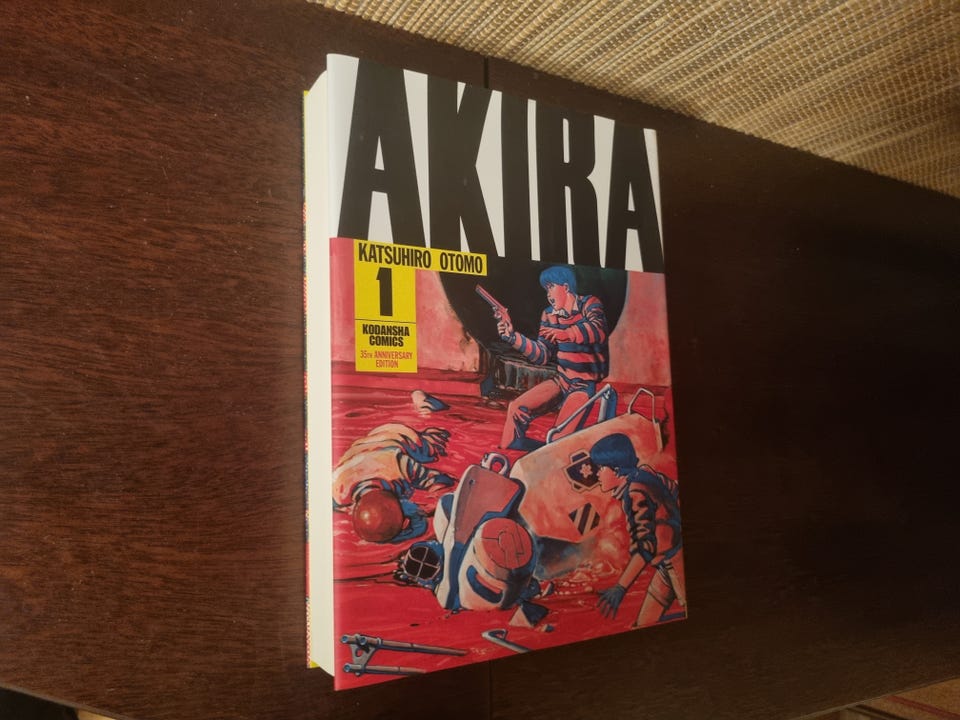 AKIRA
KATSUHIRO OTOMO
1
KODANSHA
COMICS
35TH ANNIVERSARY
EDITION